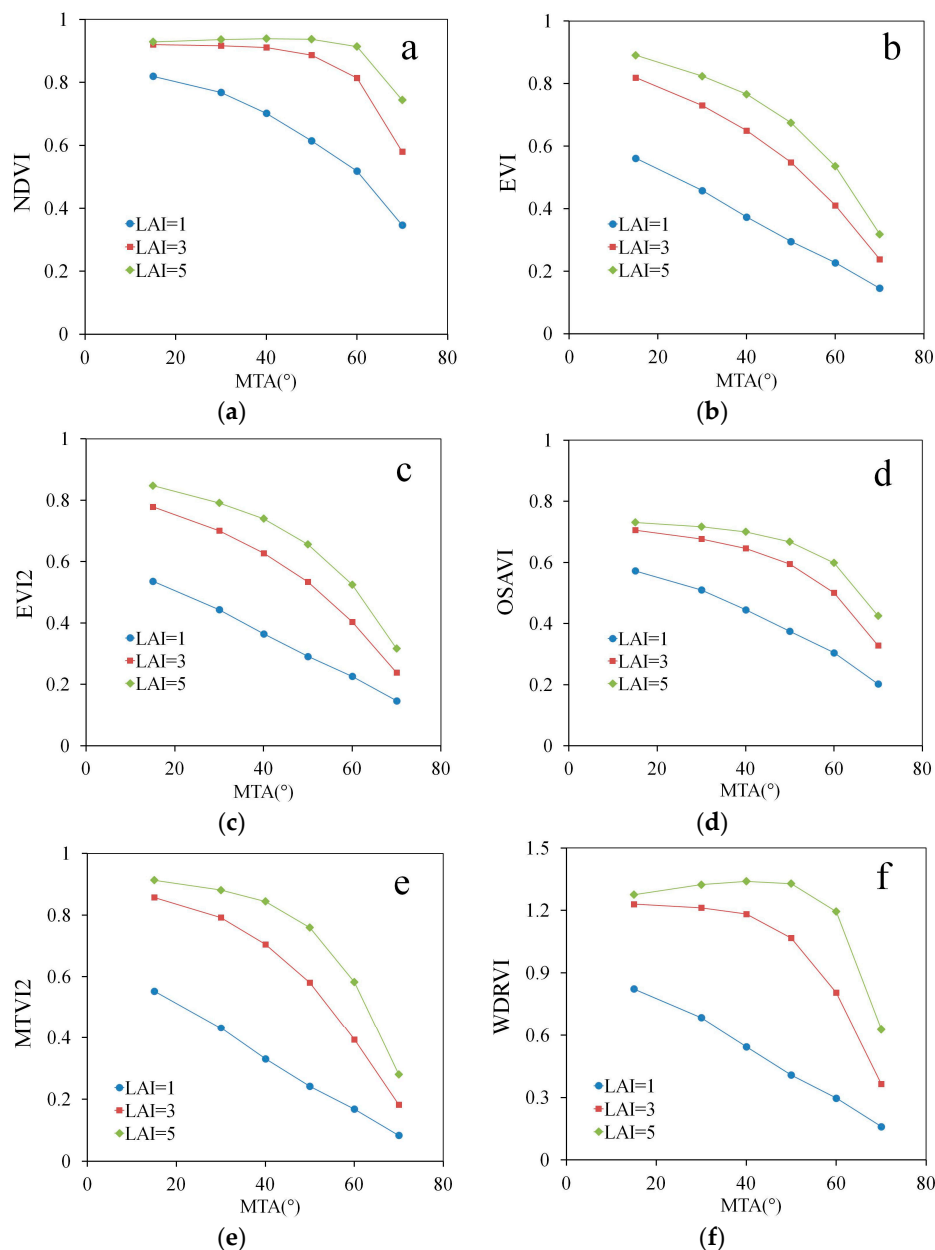 a
NDVI
1
0.8
0.6
0.4
0.2
0
LAI=1
LAI=3
LAI=5
0 20 40 60 80
MTA(°)
(a)
b
EVI
1
0.8
0.6
0.4
0.2
0
LAI=1
LAI=3
LAI=5
0 20 40 60 80
MTA(°)
(b)
c
EVI2
1
0.8
0.6
0.4
0.2
0
LAI=1
LAI=3
LAI=5
0 20 40 60 80
MTA(°)
(c)
d
OSAVI
1
0.8
0.6
0.4
0.2
0
LAI=1
LAI=3
LAI=5
0 20 40 60 80
MTA(°)
(d)
e
MTVI2
1
0.8
0.6
0.4
0.2
0
LAI=1
LAI=3
LAI=5
0 20 40 60 80
MTA(°)
(e)
f
WDRVI
1.5
1.2
0.9
0.6
0.3
0
LAI=1
LAI=3
LAI=5
0 20 40 60 80
MTA(°)
(f)